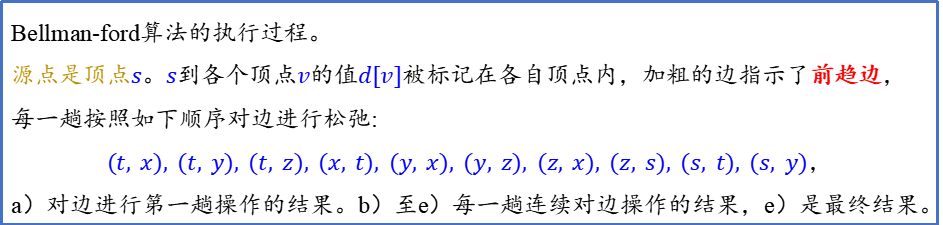 Bellman-ford算法的执行过程。
源点是顶点s。s到各个顶点v的值d[v]被标记在各自顶点内，加粗的边指示了前趋边，
每一趟按照如下顺序对边进行松弛:
(t, x), (t, y), (t, z), (x, t), (y, x), (y, z), (z, x), (z, s), (s, t), (s, y),
a）对边进行第一趟操作的结果。b）至e）每一趟连续对边操作的结果，e）是最终结果。